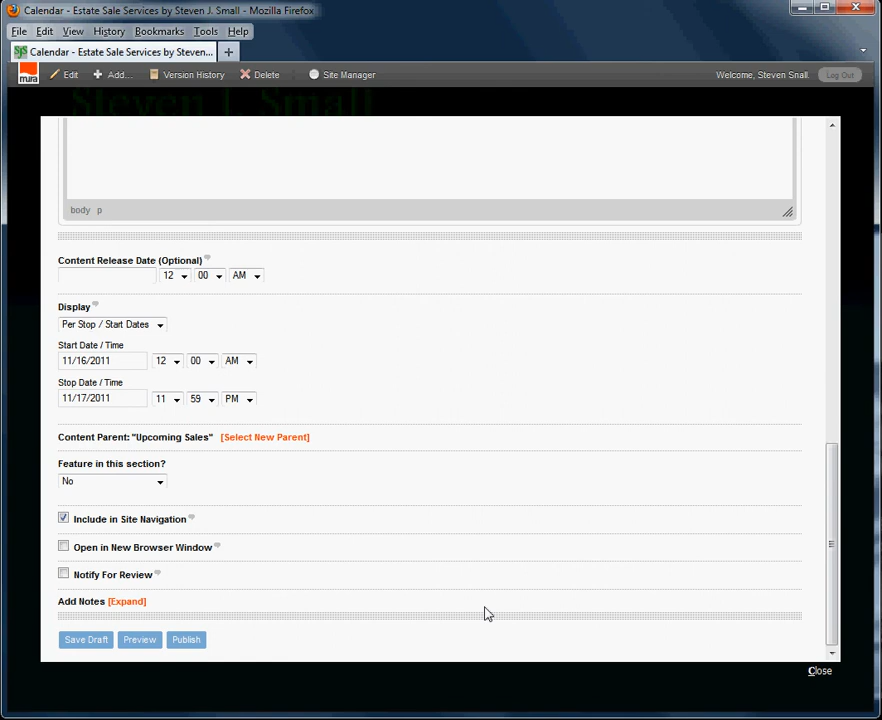 Calendar - Estate Sale Services by Steven J. Small - Mozilla Firefox
File Edit View History Bookmarks Tools Help
SjS Calendar - Estate Sale Services by Steven... +
mura Edit Add... Version History Delete Site Manager Welcome, Steven Snall. Log Out
Steven J. Small
body p
Content Release Date (Optional)
12 00 AM
Display
Per Stop / Start Dates
Start Date / Time
11/16/2011 12 00 AM
Stop Date / Time
11/17/2011 11 59 PM
Content Parent: "Upcoming Sales" [Select New Parent]
Feature in this section?
No
Include in Site Navigation
Open in New Browser Window
Notify For Review
Add Notes [Expand]
Save Draft Preview Publish
Close